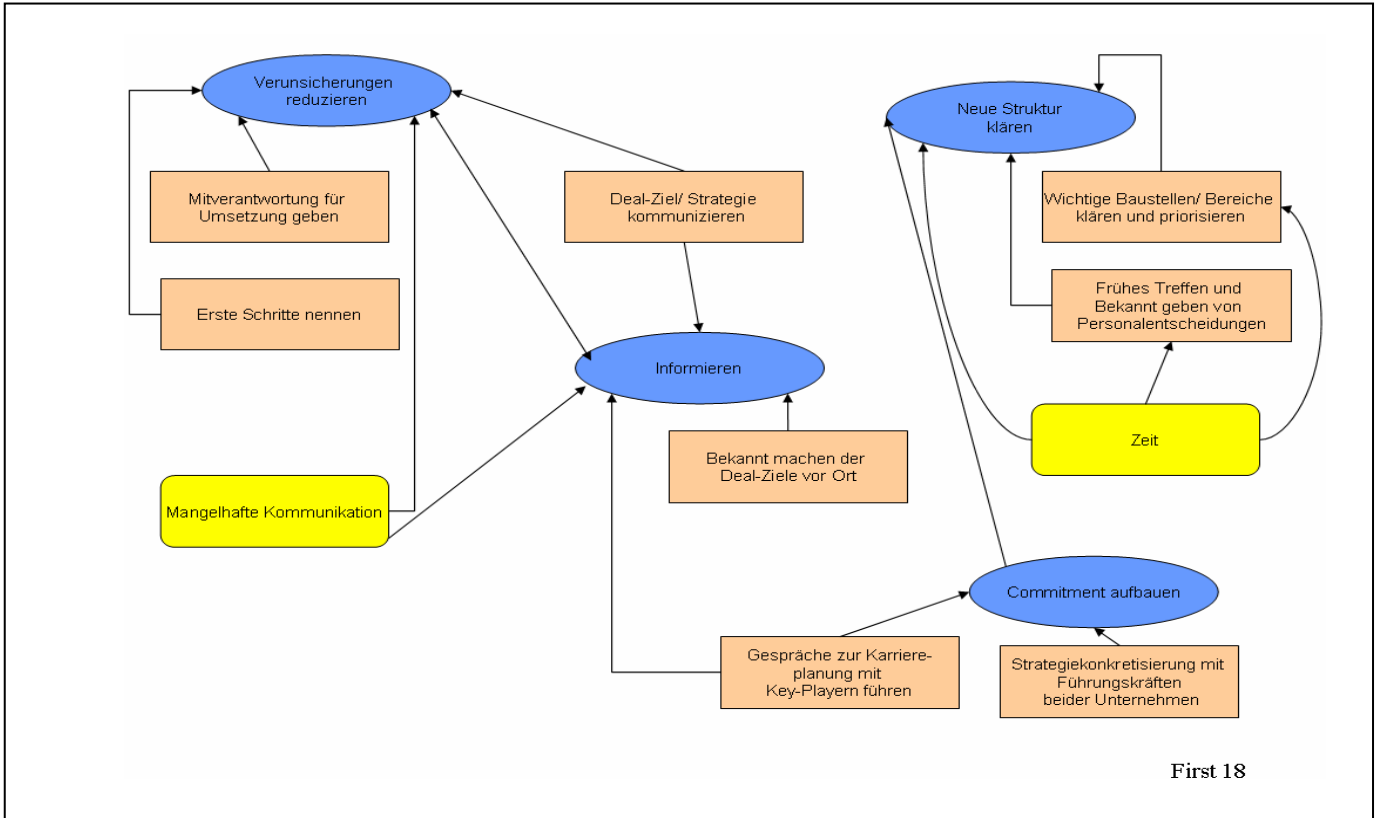 Verunsicherungen
reduzieren
Neue Struktur
klären
Mitverantwortung für
Umsetzung geben
Deal-Ziel/ Strategie
kommunizieren
Wichtige Baustellen/ Bereiche
klären und priorisieren
Erste Schritte nennen
Frühes Treffen und
Bekannt geben von
Personalentscheidungen
Informieren
Zeit
Bekannt machen der
Deal-Ziele vor Ort
Mangelhafte Kommunikation
Commitment aufbauen
Gespräche zur Karriere-
planung mit
Key-Playern führen
Strategiekonkretisierung mit
Führungskräften
beider Unternehmen
First 18